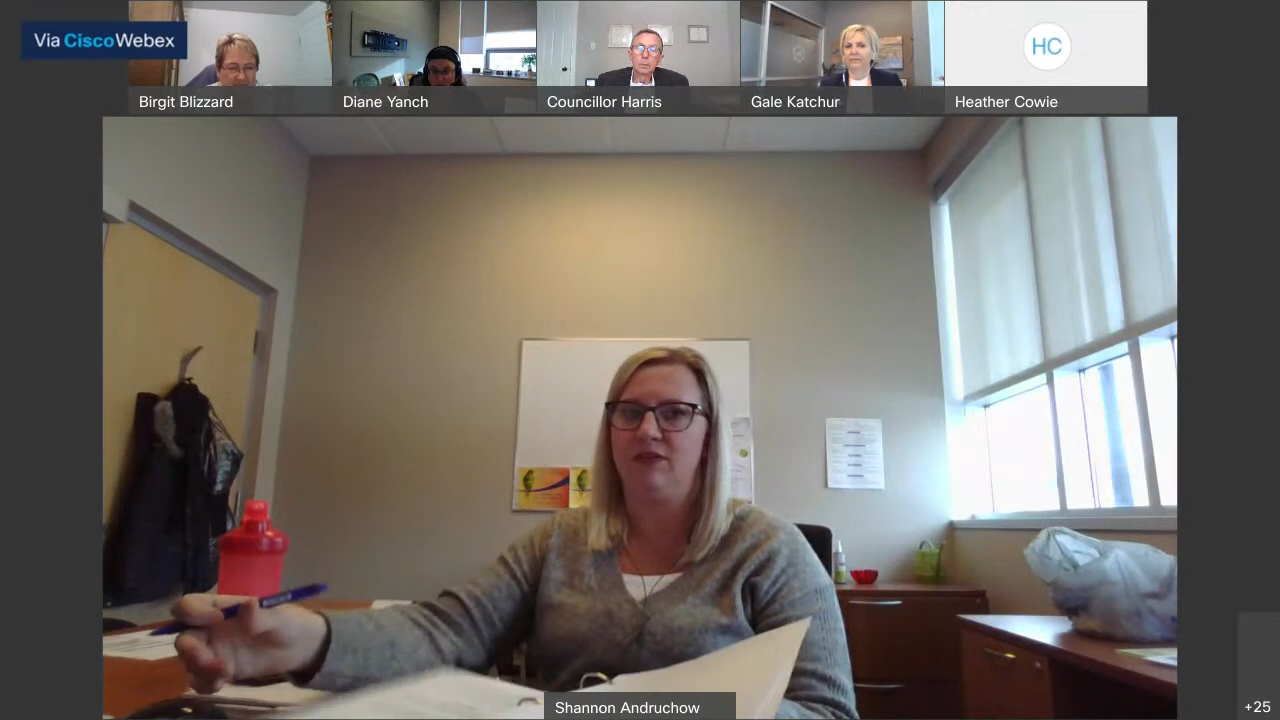 Via CiscoWebex
HC
Birgit Blizzard
Diane Yanch
Councillor Harris
Gale Katchur
Heather Cowie
Shannon Andruchow
+25